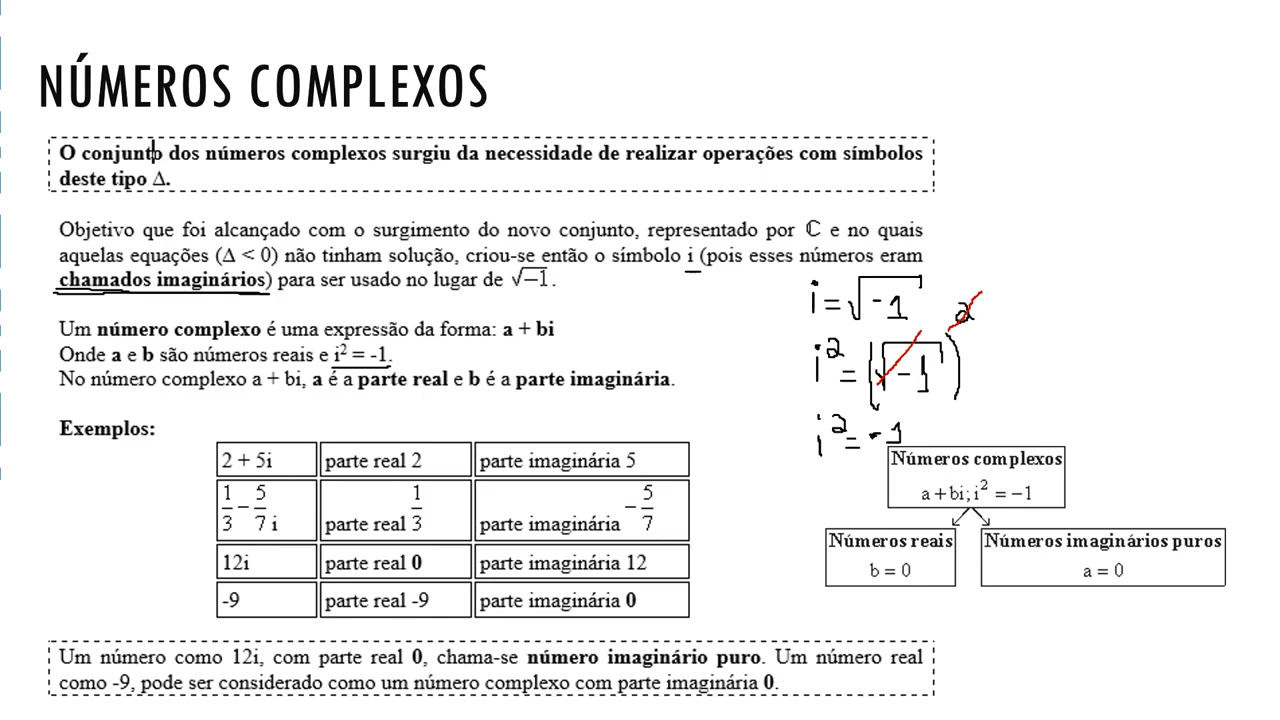 NÚMEROS COMPLEXOS
O conjunto dos números complexos surgiu da necessidade de realizar operações com símbolos
deste tipo Δ.
Objetivo que foi alcançado com o surgimento do novo conjunto, representado por ℂ e no quais
aquelas equações (Δ < 0) não tinham solução, criou-se então o símbolo i (pois esses números eram
chamados imaginários) para ser usado no lugar de √−1.
Um número complexo é uma expressão da forma: a + bi
Onde a e b são números reais e i² = -1.
No número complexo a + bi, a é a parte real e b é a parte imaginária.
i = √-1
i² = (√-1)²
i² = -1
Exemplos:
2 + 5i parte real 2 parte imaginária 5
1/3 − 5/7 i parte real 1/3 parte imaginária −5/7
12i parte real 0 parte imaginária 12
-9 parte real -9 parte imaginária 0
Números complexos
a + bi; i² = −1
Números reais
b = 0
Números imaginários puros
a = 0
Um número como 12i, com parte real 0, chama-se número imaginário puro. Um número real
como -9, pode ser considerado como um número complexo com parte imaginária 0.